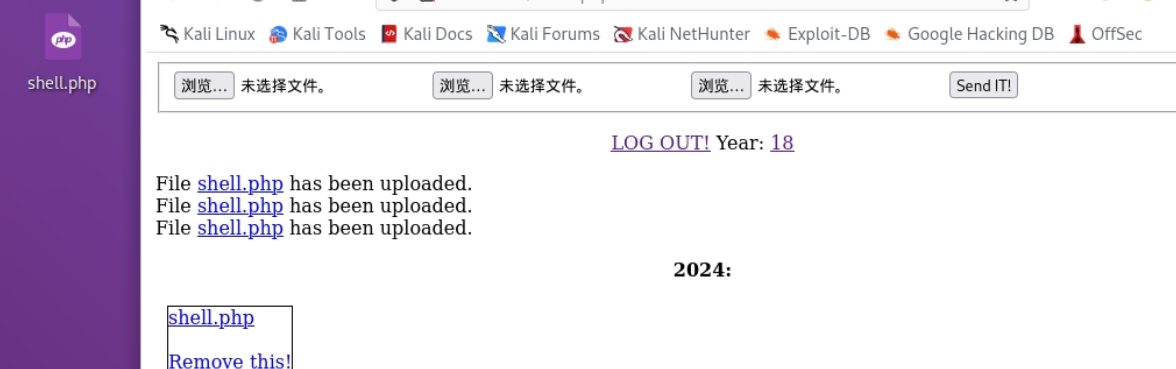 Kali Linux Kali Tools Kali Docs Kali Forums Kali NetHunter Exploit-DB Google Hacking DB OffSec
php
shell.php
浏览… 未选择文件。 浏览… 未选择文件。 浏览… 未选择文件。 Send IT!
LOG OUT! Year: 18
File shell.php has been uploaded.
File shell.php has been uploaded.
File shell.php has been uploaded.
2024:
shell.php
Remove this!